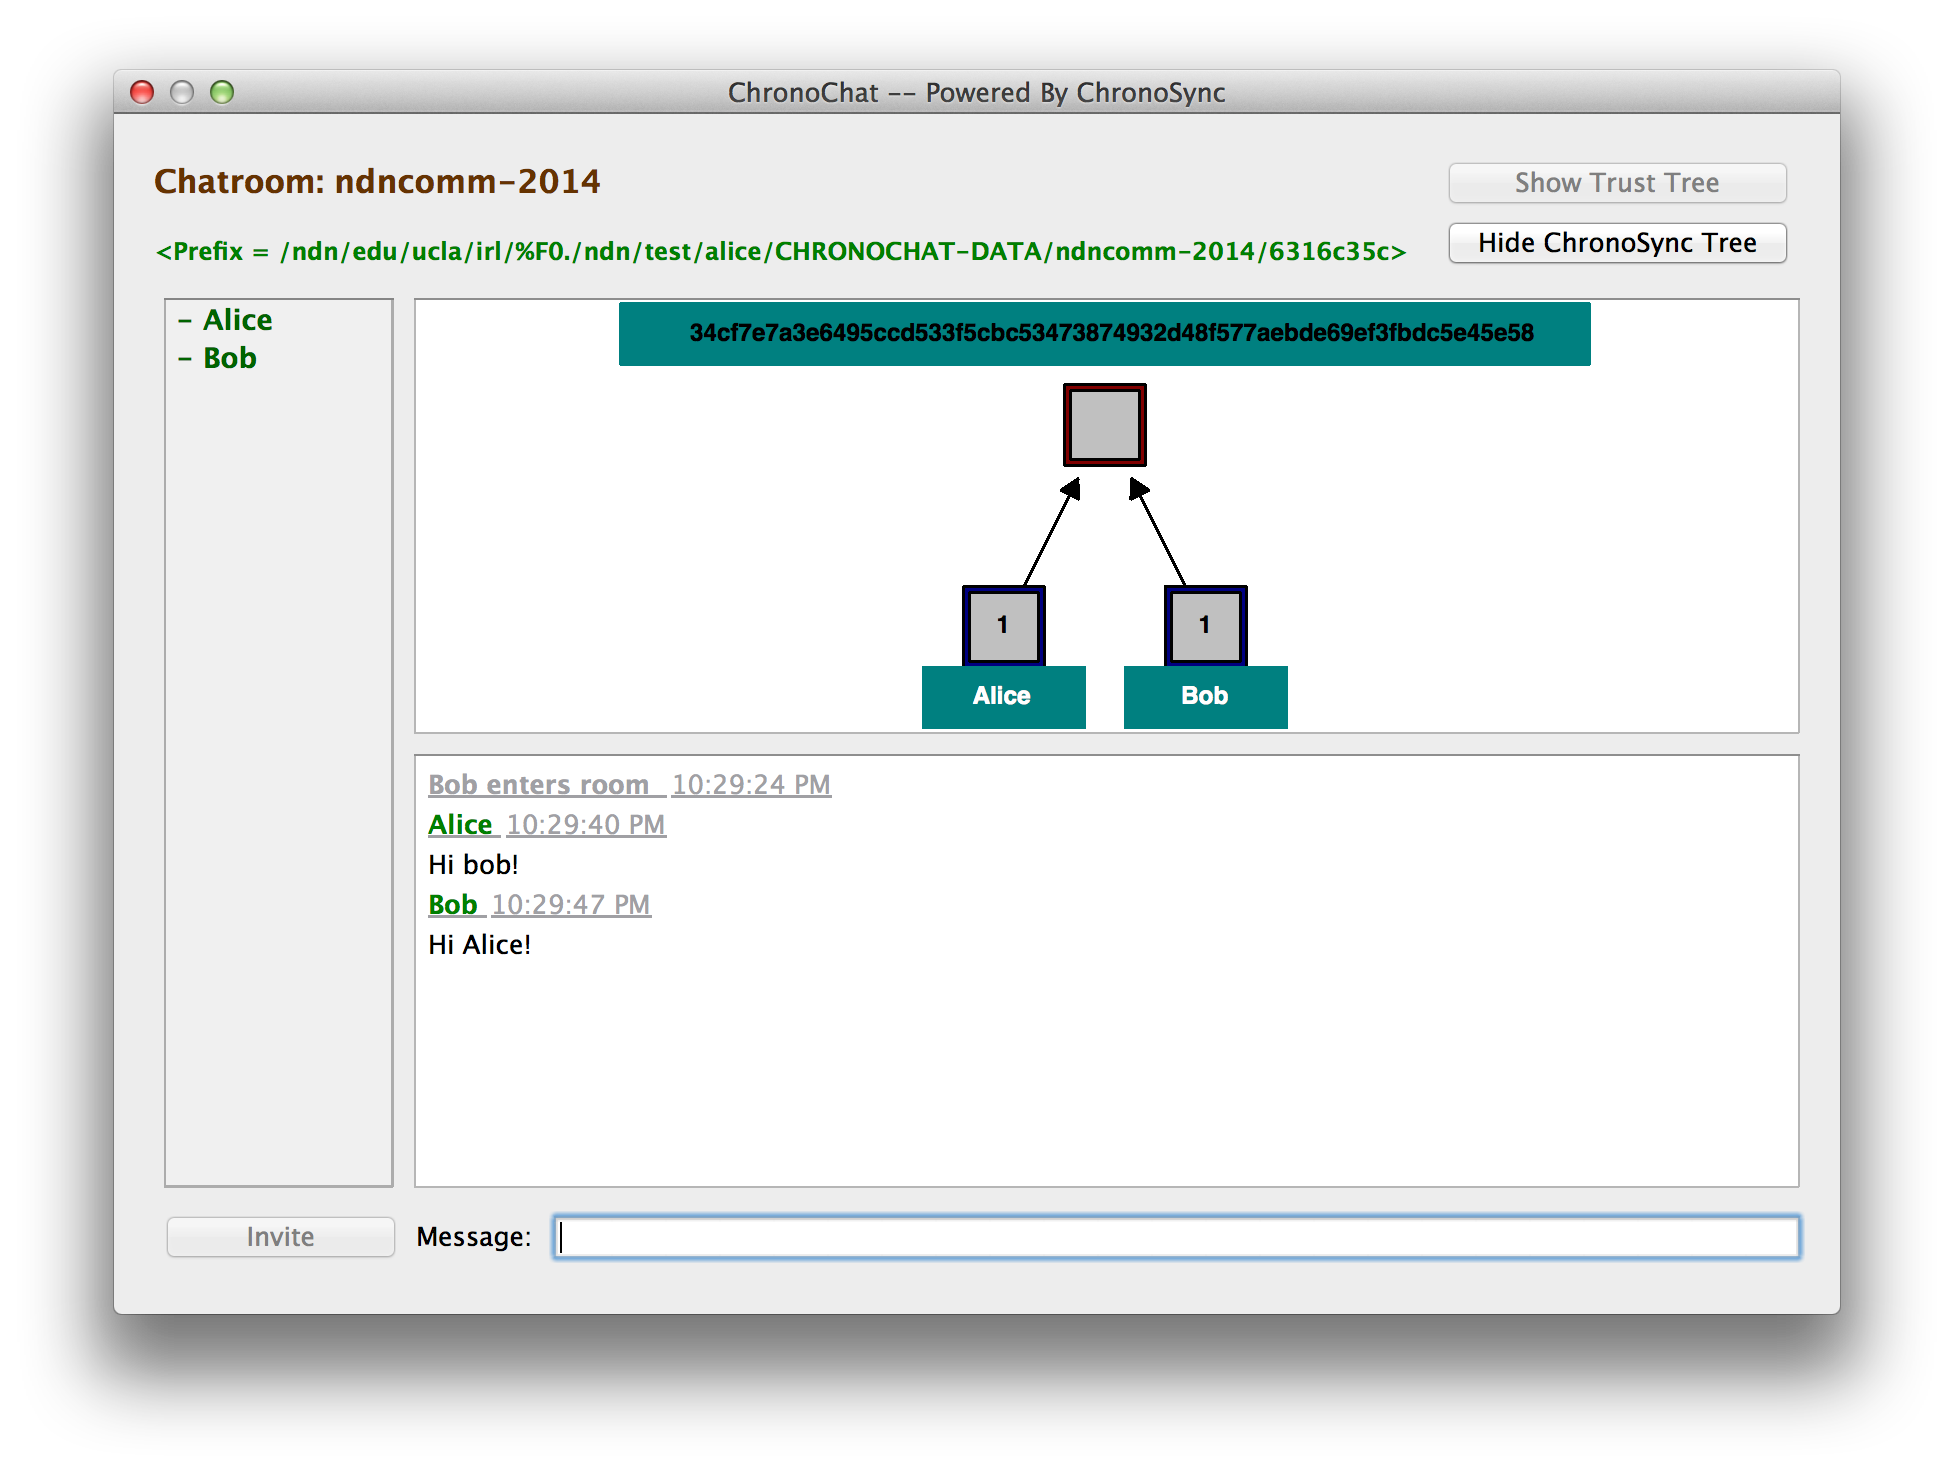 ChronoChat -- Powered By ChronoSync
Chatroom: ndncomm-2014
Show Trust Tree
<Prefix = /ndn/edu/ucla/irl/%F0./ndn/test/alice/CHRONOCHAT-DATA/ndncomm-2014/6316c35c>
Hide ChronoSync Tree
- Alice
- Bob
34cf7e7a3e6495ccd533f5cbc53473874932d48f577aebde69ef3fbdc5e45e58
1
1
Alice
Bob
Bob enters room 10:29:24 PM
Alice 10:29:40 PM
Hi bob!
Bob 10:29:47 PM
Hi Alice!
Invite
Message: